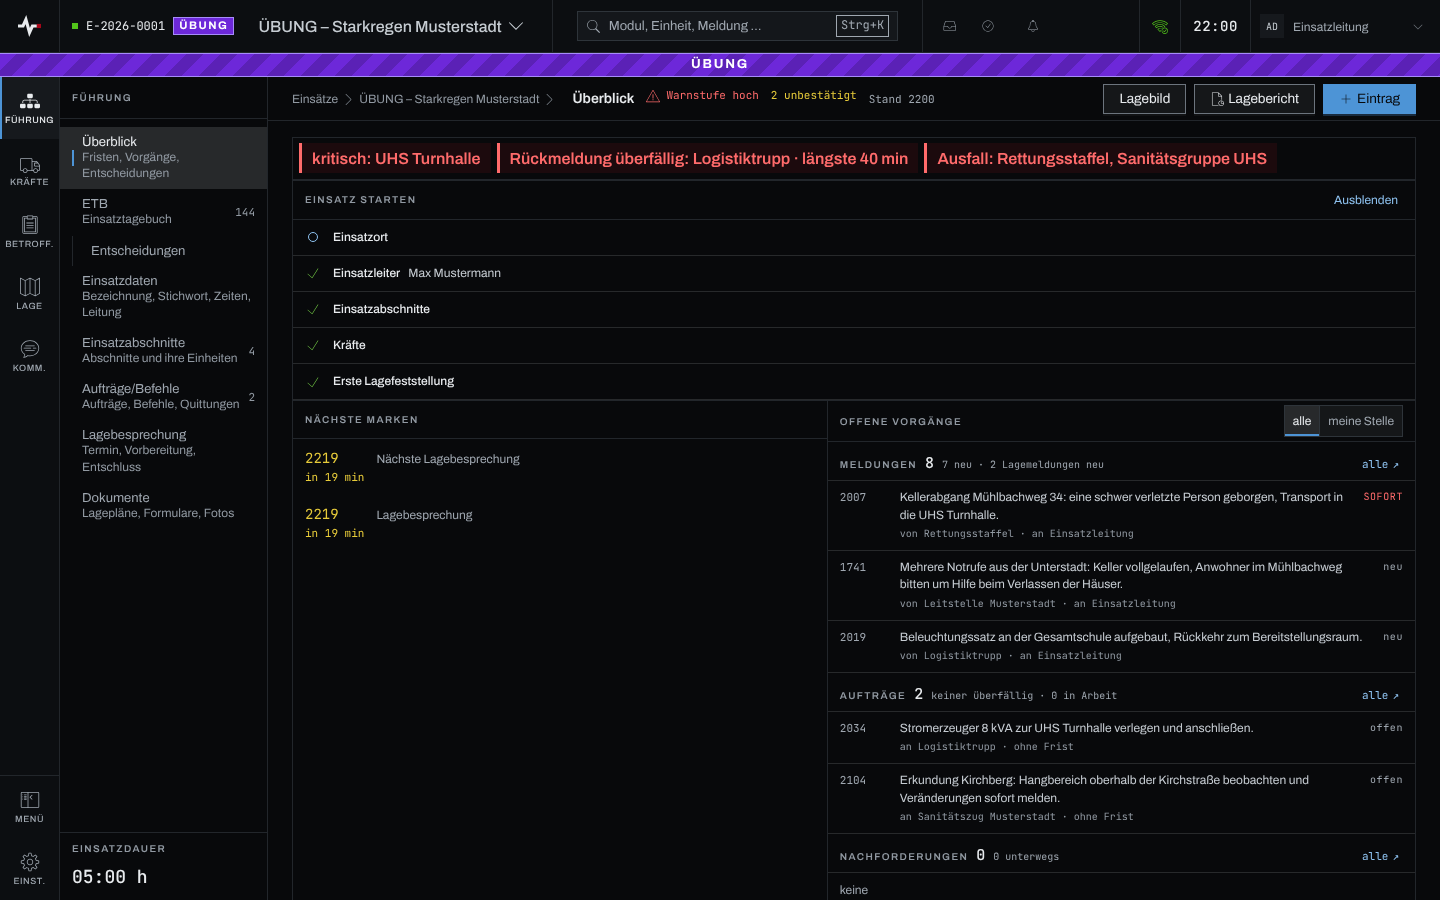 E-2026-0001 ÜBUNG ÜBUNG – Starkregen Musterstadt
Modul, Einheit, Meldung ... Strg+K
22:00 AD Einsatzleitung
ÜBUNG
FÜHRUNG
KRÄFTE
BETROFF.
LAGE
KOMM.
MENÜ
EINST.
FÜHRUNG
Überblick
Fristen, Vorgänge,
Entscheidungen
ETB
Einsatztagebuch 144
Entscheidungen
Einsatzdaten
Bezeichnung, Stichwort, Zeiten,
Leitung
Einsatzabschnitte
Abschnitte und ihre Einheiten 4
Aufträge/Befehle
Aufträge, Befehle, Quittungen 2
Lagebesprechung
Termin, Vorbereitung,
Entschluss
Dokumente
Lagepläne, Formulare, Fotos
EINSATZDAUER
05:00 h
Einsätze ÜBUNG – Starkregen Musterstadt Überblick Warnstufe hoch 2 unbestätigt Stand 2200
Lagebild Lagebericht + Eintrag
kritisch: UHS Turnhalle Rückmeldung überfällig: Logistiktrupp · längste 40 min Ausfall: Rettungsstaffel, Sanitätsgruppe UHS
EINSATZ STARTEN Ausblenden
Einsatzort
Einsatzleiter Max Mustermann
Einsatzabschnitte
Kräfte
Erste Lagefeststellung
NÄCHSTE MARKEN
2219 Nächste Lagebesprechung
in 19 min
2219 Lagebesprechung
in 19 min
OFFENE VORGÄNGE alle meine Stelle
MELDUNGEN 8 7 neu · 2 Lagemeldungen neu alle ↗
2007 Kellerabgang Mühlbachweg 34: eine schwer verletzte Person geborgen, Transport in SOFORT
die UHS Turnhalle.
von Rettungsstaffel · an Einsatzleitung
1741 Mehrere Notrufe aus der Unterstadt: Keller vollgelaufen, Anwohner im Mühlbachweg neu
bitten um Hilfe beim Verlassen der Häuser.
von Leitstelle Musterstadt · an Einsatzleitung
2019 Beleuchtungssatz an der Gesamtschule aufgebaut, Rückkehr zum Bereitstellungsraum. neu
von Logistiktrupp · an Einsatzleitung
AUFTRÄGE 2 keiner überfällig · 0 in Arbeit alle ↗
2034 Stromerzeuger 8 kVA zur UHS Turnhalle verlegen und anschließen. offen
an Logistiktrupp · ohne Frist
2104 Erkundung Kirchberg: Hangbereich oberhalb der Kirchstraße beobachten und offen
Veränderungen sofort melden.
an Sanitätszug Musterstadt · ohne Frist
NACHFORDERUNGEN 0 0 unterwegs alle ↗
keine